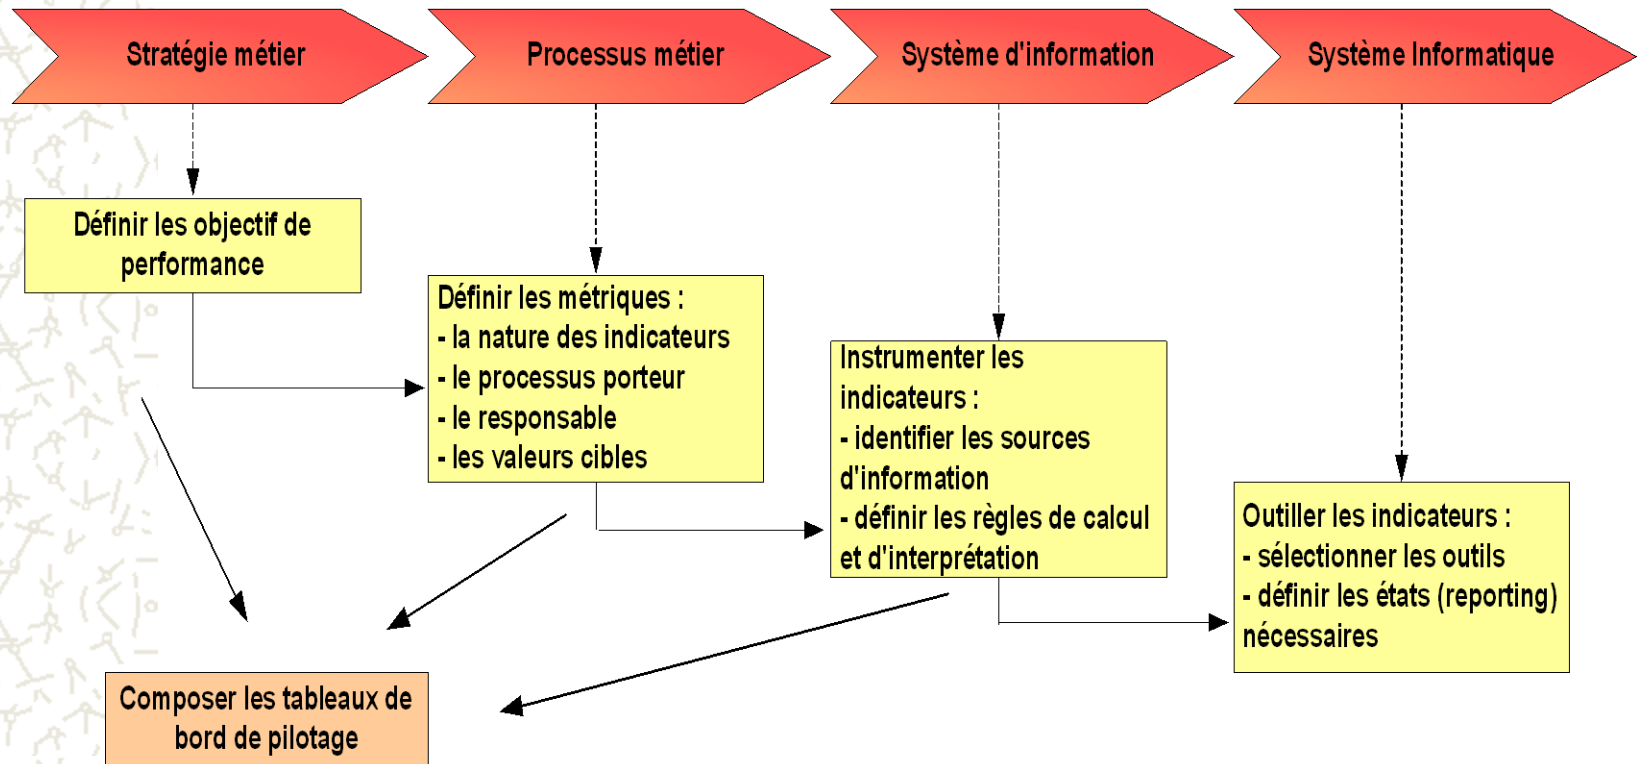 Stratégie métier
Processus métier
Système d'information
Système Informatique
Définir les objectif de
performance
Définir les métriques :
- la nature des indicateurs
- le processus porteur
- le responsable
- les valeurs cibles
Instrumenter les
indicateurs :
- identifier les sources
d'information
- définir les règles de calcul
et d'interprétation
Outiller les indicateurs :
- sélectionner les outils
- définir les états (reporting)
nécessaires
Composer les tableaux de
bord de pilotage